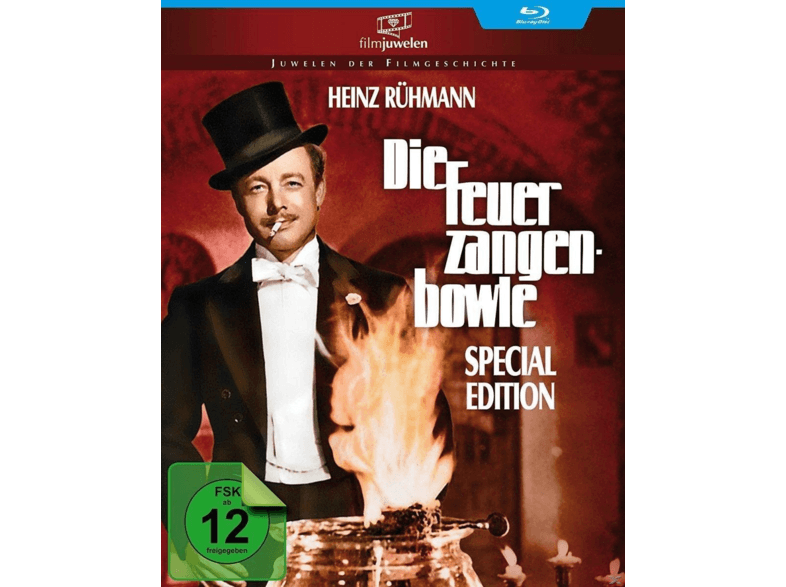 Blu-ray Disc
filmjuwelen
JUWELEN DER FILMGESCHICHTE
HEINZ RÜHMANN
Die
Feuer
zangen-
bowle
SPECIAL
EDITION
FSK
ab
12
freigegeben